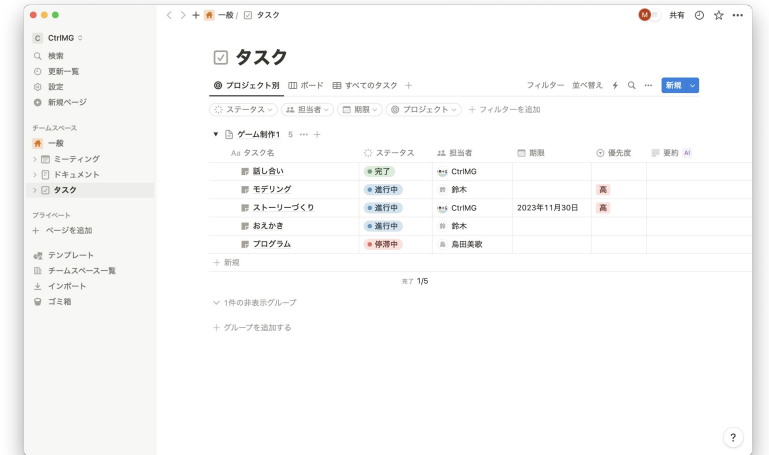 C CtrlMG
検索
更新一覧
設定
新規ページ
チームスペース
一般
ミーティング
ドキュメント
タスク
プライベート
ページを追加
テンプレート
チームスペース一覧
インポート
ゴミ箱
一般 / タスク
M 共有
タスク
プロジェクト別 ボード すべてのタスク
フィルター 並べ替え 新規
ステータス 担当者 期限 プロジェクト + フィルターを追加
ゲーム制作1 5
Aa タスク名 ステータス 担当者 期限 優先度 要約 AI
話し合い 完了 CtrlMG
モデリング 進行中 鈴木 高
ストーリーづくり 進行中 CtrlMG 2023年11月30日 高
おえかき 進行中 鈴木
プログラム 停滞中 島田美歌
+ 新規
完了 1/5
1件の非表示グループ
+ グループを追加する
?